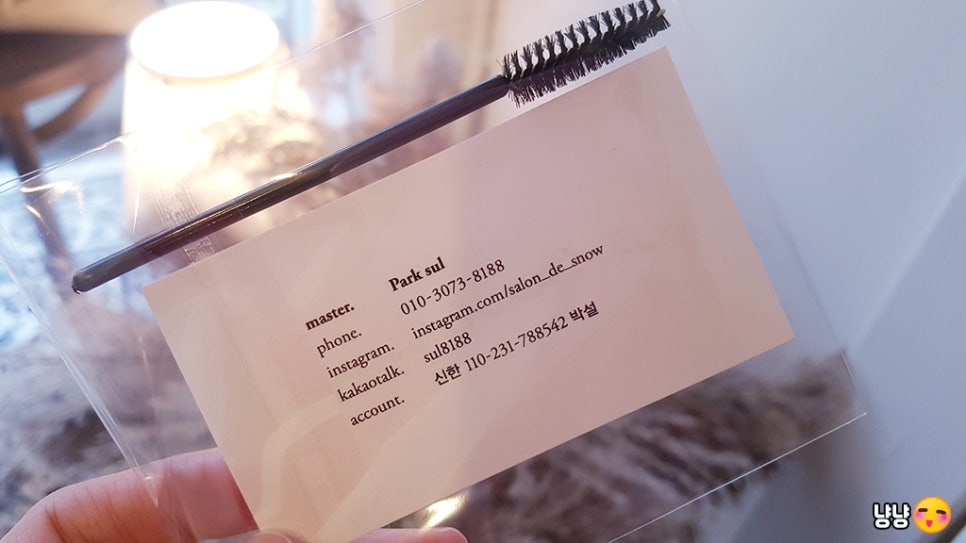 master. Park sul
phone. 010-3073-8188
instagram. instagram.com/salon_de_snow
kakaotalk. sul8188
account. 신한 110-231-788542 박설
냥냥